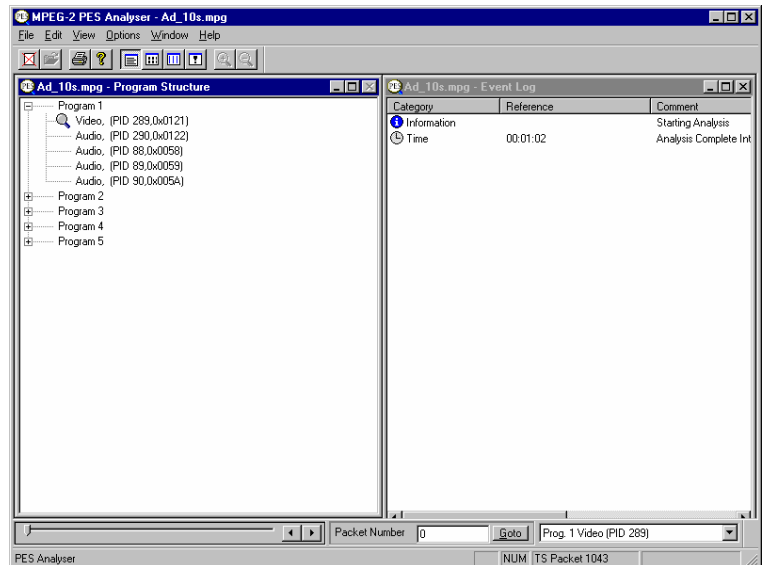 MPEG-2 PES Analyser - Ad_10s.mpg
File Edit View Options Window Help
Ad_10s.mpg - Program Structure
Program 1
Video, (PID 289,0x0121)
Audio, (PID 290,0x0122)
Audio, (PID 88,0x0058)
Audio, (PID 89,0x0059)
Audio, (PID 90,0x005A)
Program 2
Program 3
Program 4
Program 5
Ad_10s.mpg - Event Log
Category Reference Comment
Information Starting Analysis
Time 00:01:02 Analysis Complete Int
Packet Number 0 Goto Prog. 1 Video (PID 289)
PES Analyser NUM TS Packet 1043